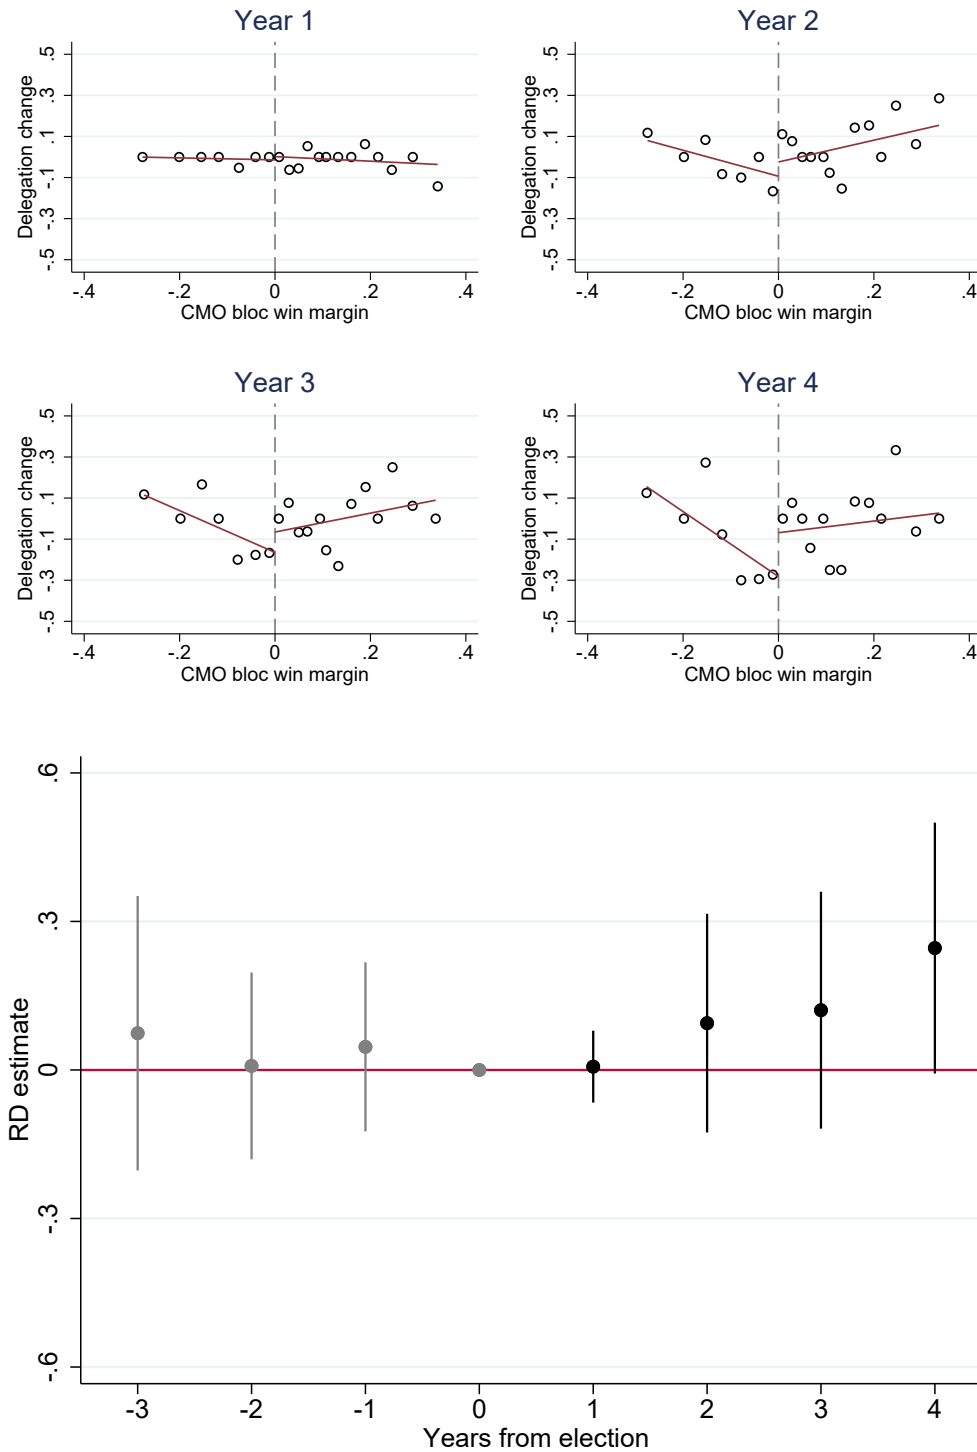 Year 1
Year 2
Delegation change
.5
.3
.1
-.1
-.3
-.5
-.4 -.2 0 .2 .4
CMO bloc win margin
Delegation change
.5
.3
.1
-.1
-.3
-.5
-.4 -.2 0 .2 .4
CMO bloc win margin
Year 3
Year 4
Delegation change
.5
.3
.1
-.1
-.3
-.5
-.4 -.2 0 .2 .4
CMO bloc win margin
Delegation change
.5
.3
.1
-.1
-.3
-.5
-.4 -.2 0 .2 .4
CMO bloc win margin
RD estimate
.6
.3
0
-.3
-.6
-3 -2 -1 0 1 2 3 4
Years from election